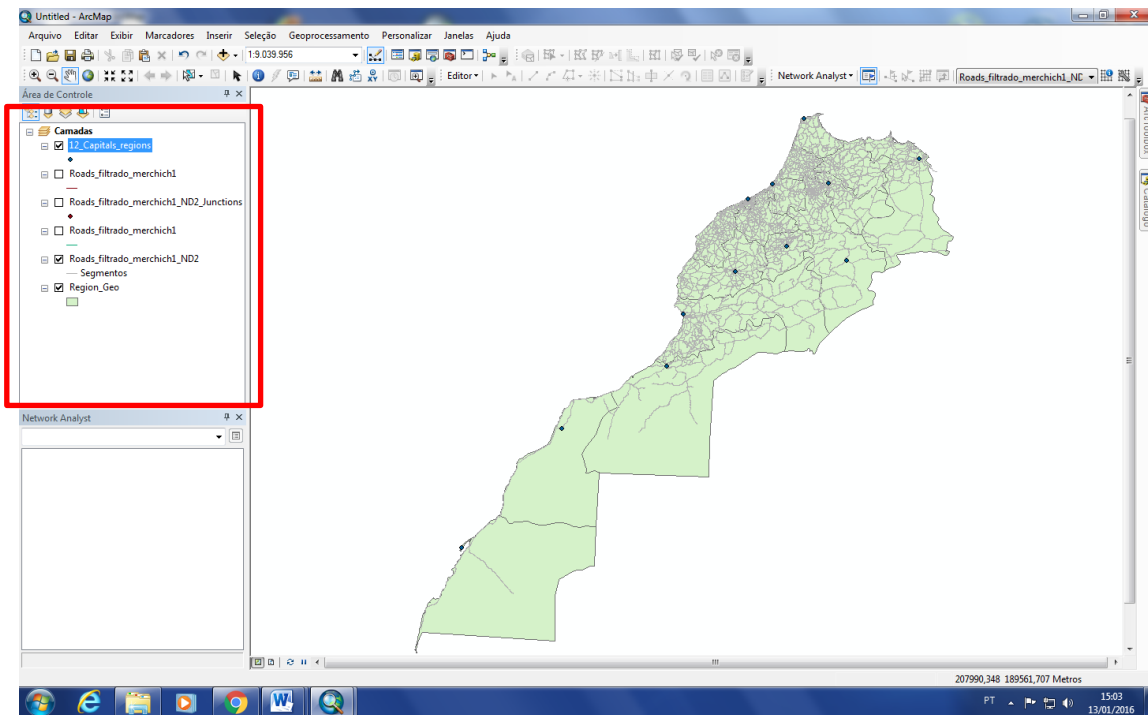 Untitled - ArcMap
Arquivo Editar Exibir Marcadores Inserir Seleção Geoprocessamento Personalizar Janelas Ajuda
1:9.039.956
Editor
Network Analyst
Roads_filtrado_merchich1_NC
Área de Controle
Camadas
12_Capitals_regions
Roads_filtrado_merchich1
Roads_filtrado_merchich1_ND2_Junctions
Roads_filtrado_merchich1
Roads_filtrado_merchich1_ND2
Segmentos
Region_Geo
Network Analyst
ArcToolbox
Catálogo
207990,348 189561,707 Metros
PT
15:03
13/01/2016